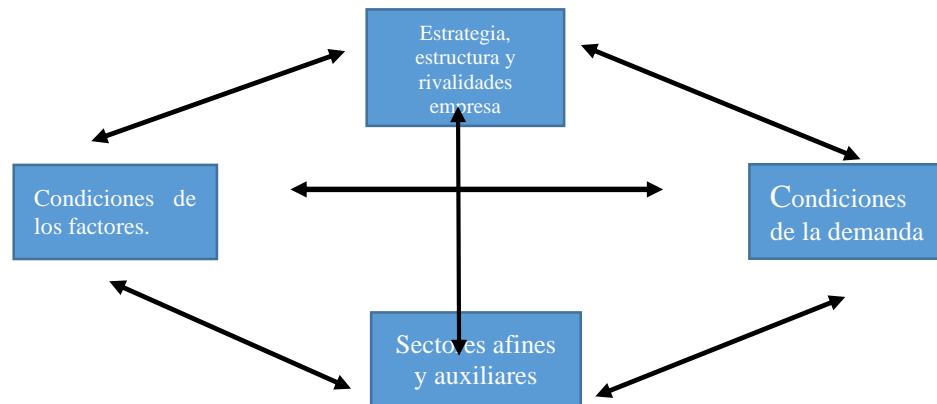 Estrategia,
estructura y
rivalidades
empresa
Condiciones de
los factores.
Condiciones
de la demanda
Sectores afines
y auxiliares